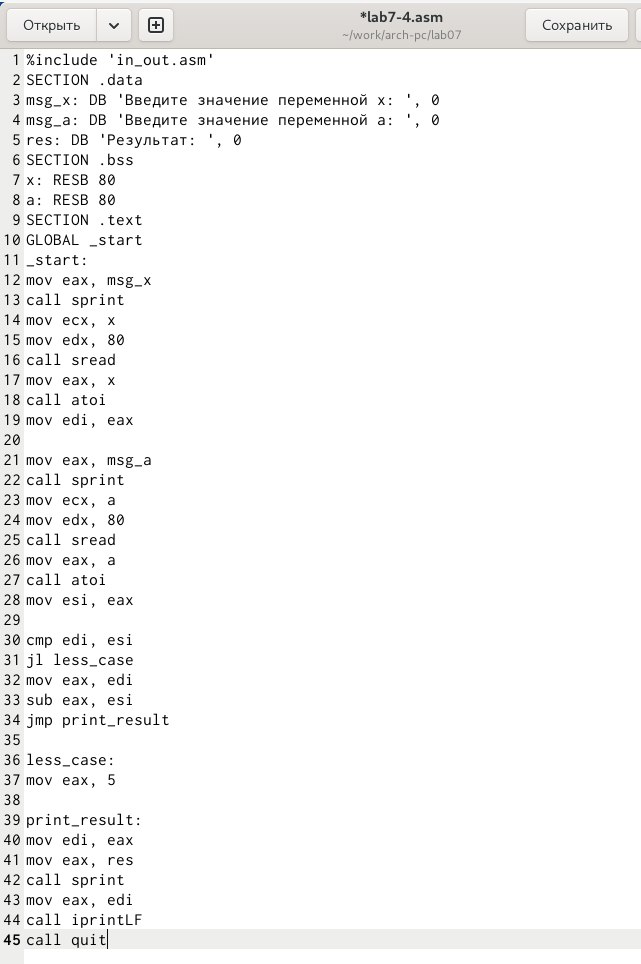 Открыть
*lab7-4.asm
~/work/arch-pc/lab07
Сохранить
1 %include 'in_out.asm'
2 SECTION .data
3 msg_x: DB 'Введите значение переменной x: ', 0
4 msg_a: DB 'Введите значение переменной a: ', 0
5 res: DB 'Результат: ', 0
6 SECTION .bss
7 x: RESB 80
8 a: RESB 80
9 SECTION .text
10 GLOBAL _start
11 _start:
12 mov eax, msg_x
13 call sprint
14 mov ecx, x
15 mov edx, 80
16 call sread
17 mov eax, x
18 call atoi
19 mov edi, eax
20
21 mov eax, msg_a
22 call sprint
23 mov ecx, a
24 mov edx, 80
25 call sread
26 mov eax, a
27 call atoi
28 mov esi, eax
29
30 cmp edi, esi
31 jl less_case
32 mov eax, edi
33 sub eax, esi
34 jmp print_result
35
36 less_case:
37 mov eax, 5
38
39 print_result:
40 mov edi, eax
41 mov eax, res
42 call sprint
43 mov eax, edi
44 call iprintLF
45 call quit